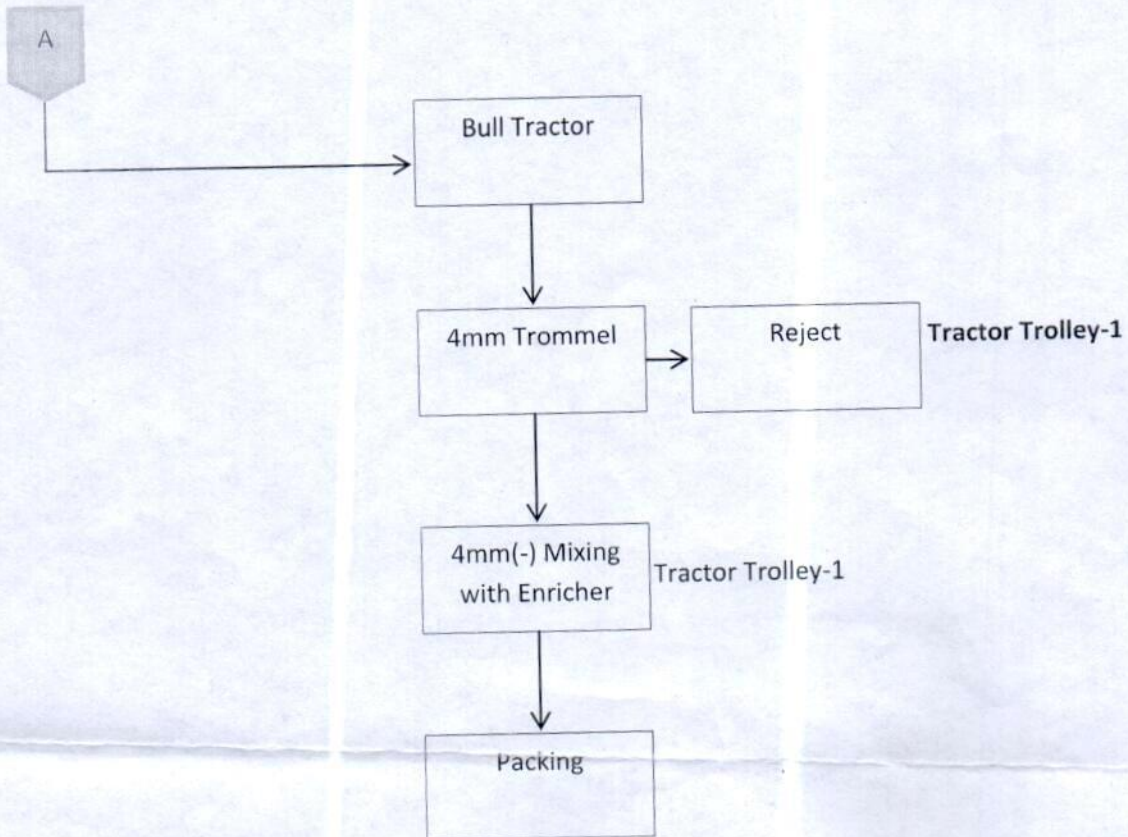 A
Bull Tractor
4mm Trommel
Reject
Tractor Trolley-1
4mm(-) Mixing
with Enricher
Tractor Trolley-1
Packing